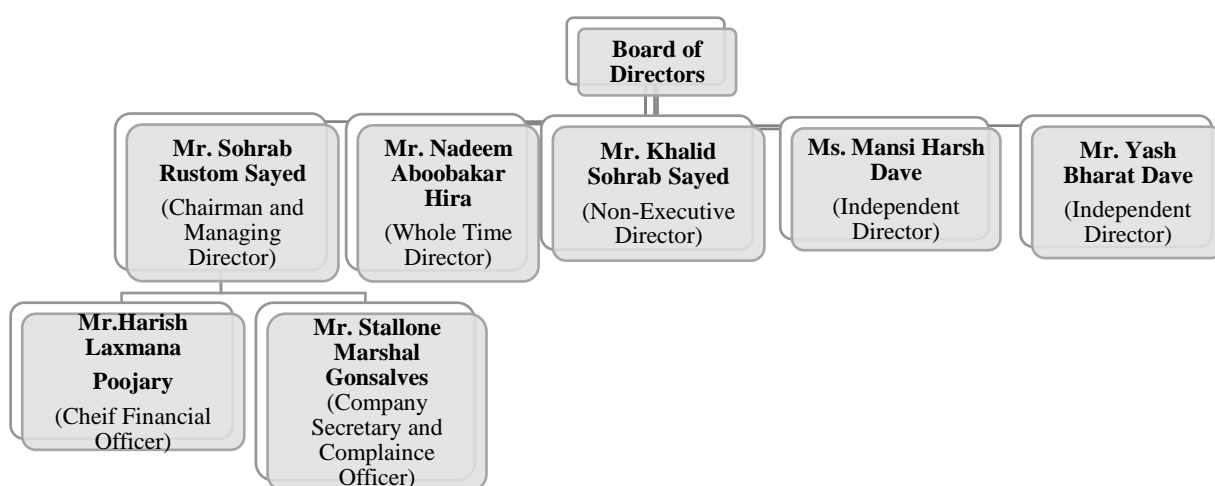 Board of
Directors
Mr. Sohrab
Rustom Sayed
(Chairman and
Managing
Director)
Mr. Nadeem
Aboobakar
Hira
(Whole Time
Director)
Mr. Khalid
Sohrab Sayed
(Non-Executive
Director)
Ms. Mansi Harsh
Dave
(Independent
Director)
Mr. Yash
Bharat Dave
(Independent
Director)
Mr.Harish
Laxmana
Poojary
(Cheif Financial
Officer)
Mr. Stallone
Marshal
Gonsalves
(Company
Secretary and
Complaince
Officer)